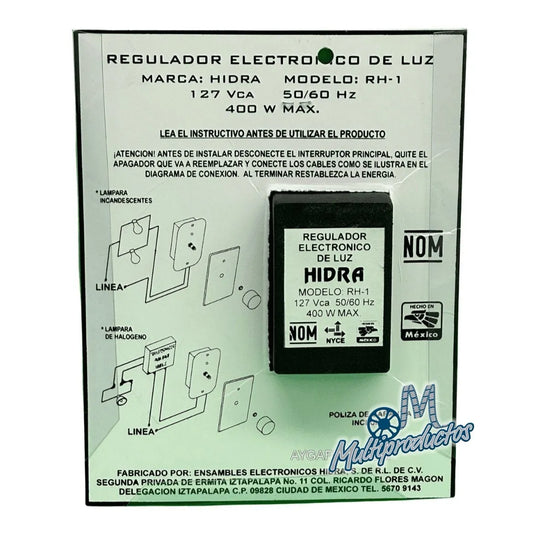 REGULADOR ELECTRONICO DE LUZ
MARCA: HIDRA MODELO: RH-1
127 Vca 50/60 Hz
400 W MAX.
LEA EL INSTRUCTIVO ANTES DE UTILIZAR EL PRODUCTO
¡ATENCION! ANTES DE INSTALAR DESCONECTE EL INTERRUPTOR PRINCIPAL, QUITE EL
APAGADOR QUE VA A REEMPLAZAR Y CONECTE LOS CABLES COMO SE ILUSTRA EN EL
DIAGRAMA DE CONEXION. AL TERMINAR RESTABLEZCA LA ENERGIA.
* LAMPARA
INCANDESCENTES
LINEA
REGULADOR
ELECTRONICO
DE LUZ
HIDRA
MODELO: RH-1
127 Vca 50/60 Hz
400 W MAX.
NOM
NYCE
MÉXICO
NOM
HECHO EN
México
* LAMPARA
DE HALOGENO
LINEA
POLIZA DE
M
Multiproductos
FABRICADO POR: ENSAMBLES ELECTRONICOS HIDRA, S. DE R.L. DE C.V.
SEGUNDA PRIVADA DE ERMITA IZTAPALAPA No. 11 COL. RICARDO FLORES MAGON
DELEGACION IZTAPALAPA C.P. 09828 CIUDAD DE MEXICO TEL. 5670 9143